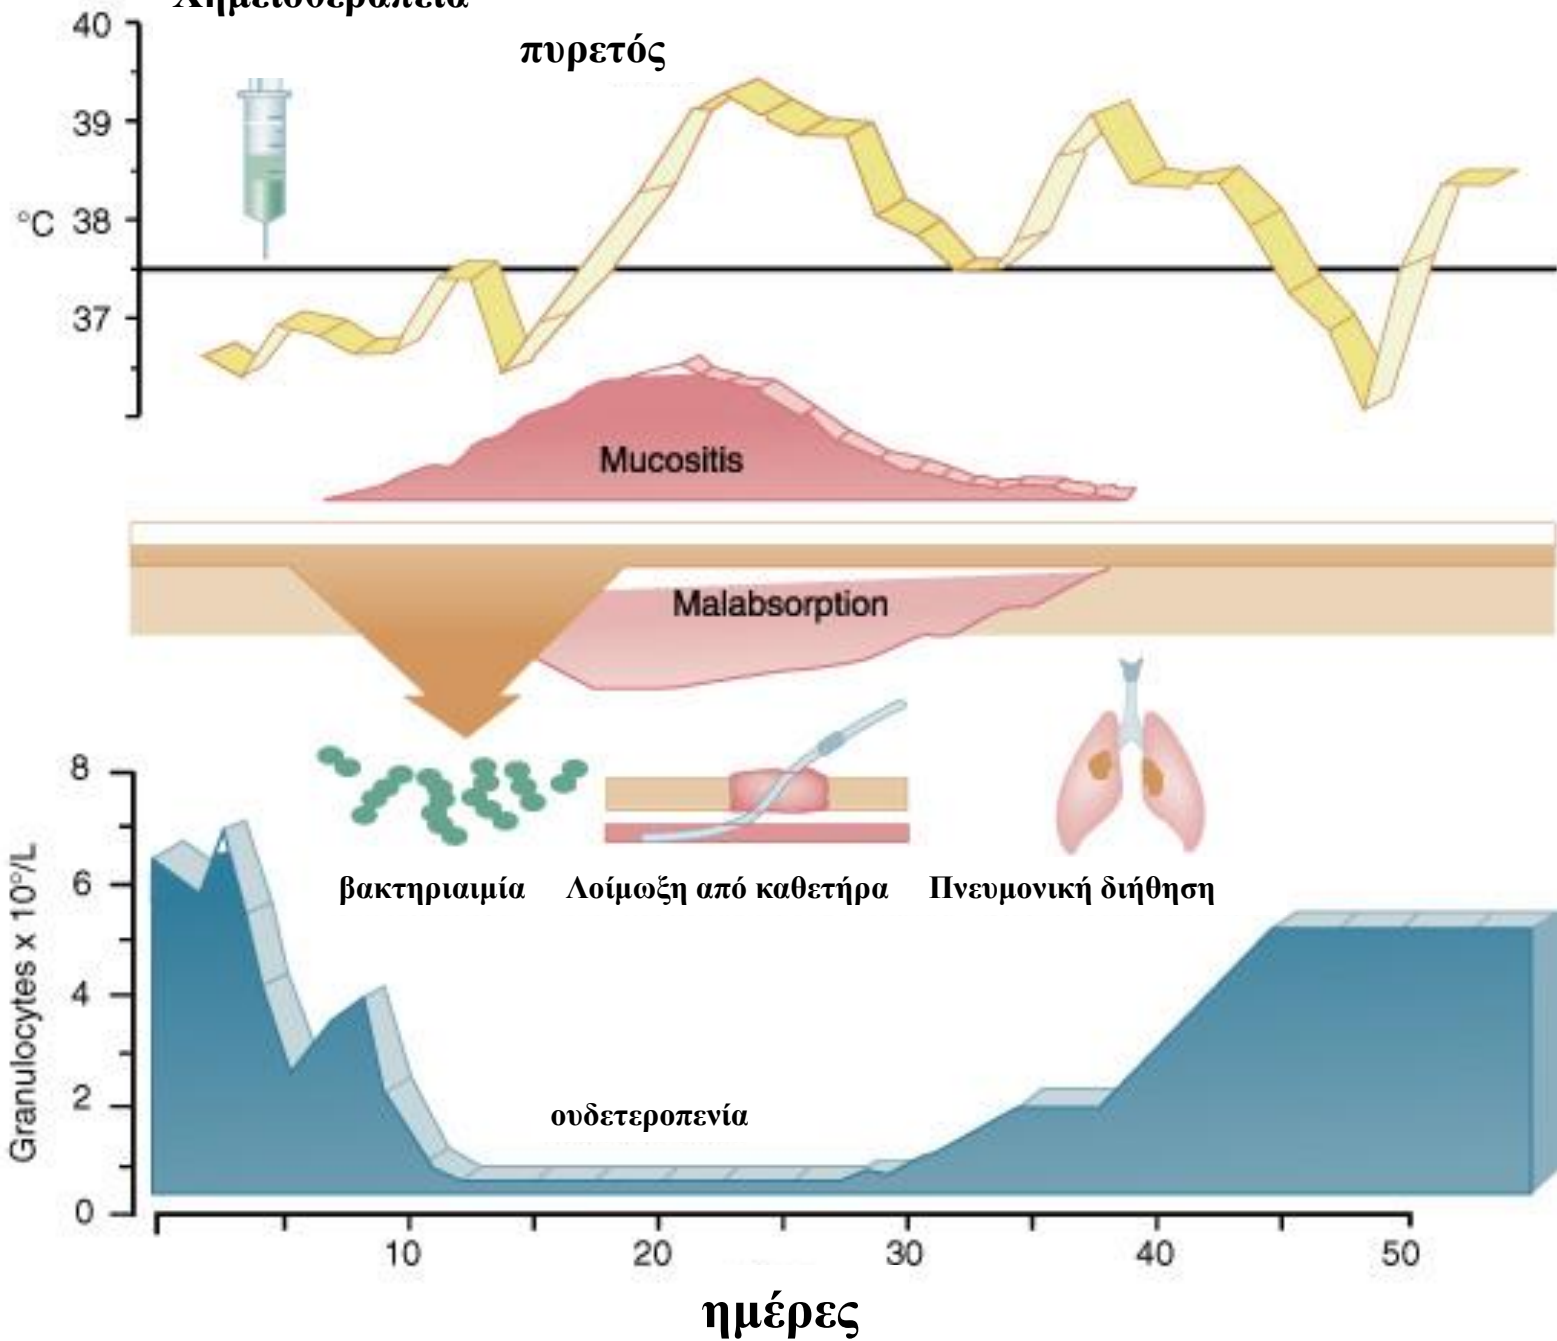 Χημειοθεραπεία
πυρετός
40
39
°C 38
37
Mucositis
Malabsorption
8
6
4
2
0
Granulocytes x 10⁹/L
βακτηριαιμία Λοίμωξη από καθετήρα Πνευμονική διήθηση
ουδετεροπενία
10 20 30 40 50
ημέρες